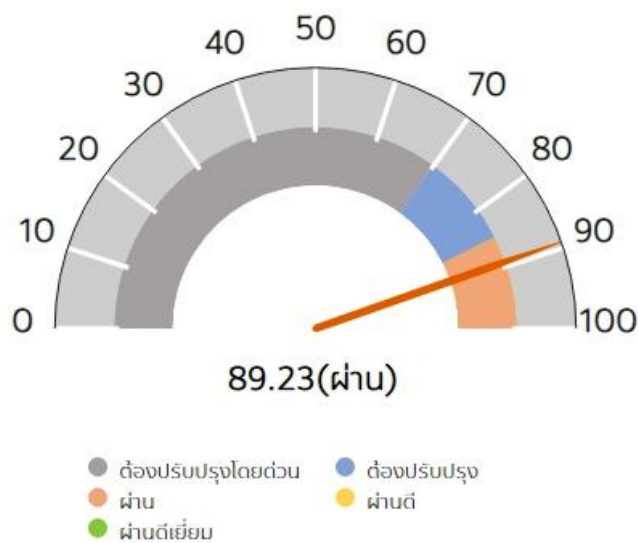 50
40
60
30
70
20
80
10
90
0
100
89.23(ผ่าน)
ต้องปรับปรุงโดยด่วน
ต้องปรับปรุง
ผ่าน
ผ่านดี
ผ่านดีเยี่ยม